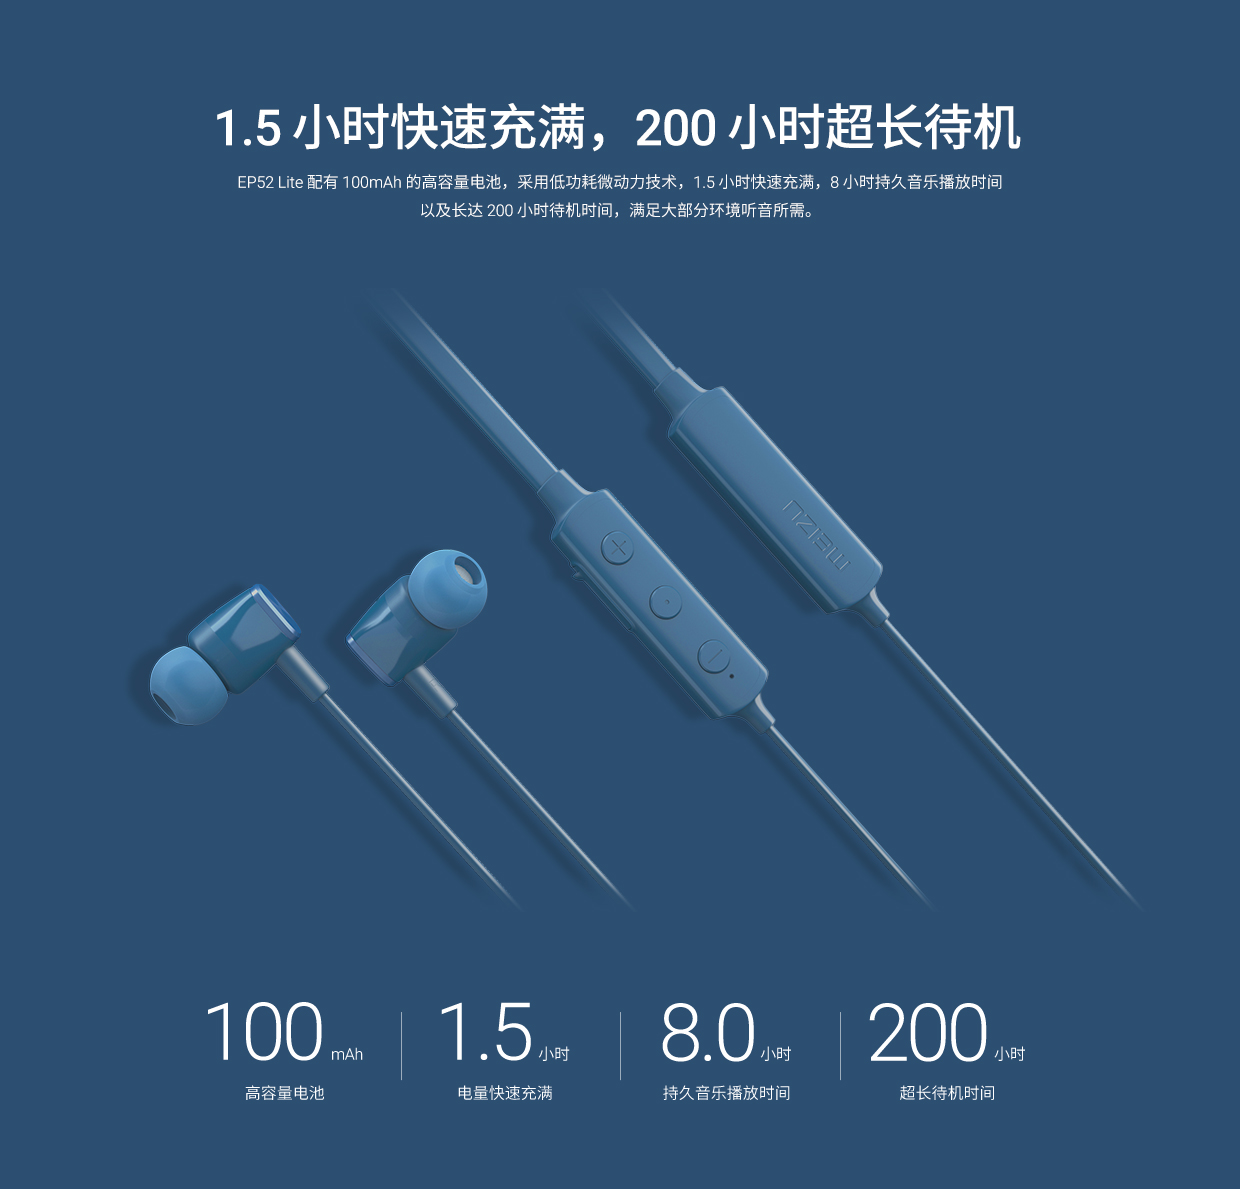 1.5 小时快速充满，200 小时超长待机
EP52 Lite 配有 100mAh 的高容量电池，采用低功耗微动力技术，1.5 小时快速充满，8 小时持久音乐播放时间
以及长达 200 小时待机时间，满足大部分环境听音所需。
MEIZU
100 mAh
高容量电池
1.5 小时
电量快速充满
8.0 小时
持久音乐播放时间
200 小时
超长待机时间